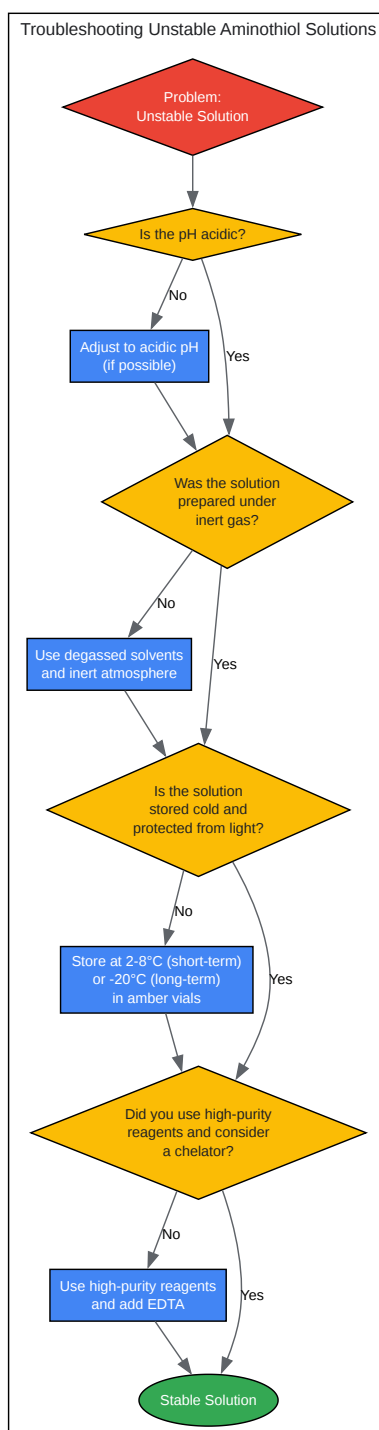 Troubleshooting Unstable Aminothiol Solutions
Problem:
Unstable Solution
Is the pH acidic?
No
Yes
Adjust to acidic pH
(if possible)
Was the solution
prepared under
inert gas?
No
Yes
Use degassed solvents
and inert atmosphere
Is the solution
stored cold and
protected from light?
No
Yes
Store at 2-8°C (short-term)
or -20°C (long-term)
in amber vials
Did you use high-purity
reagents and consider
a chelator?
No
Yes
Use high-purity reagents
and add EDTA
Stable Solution